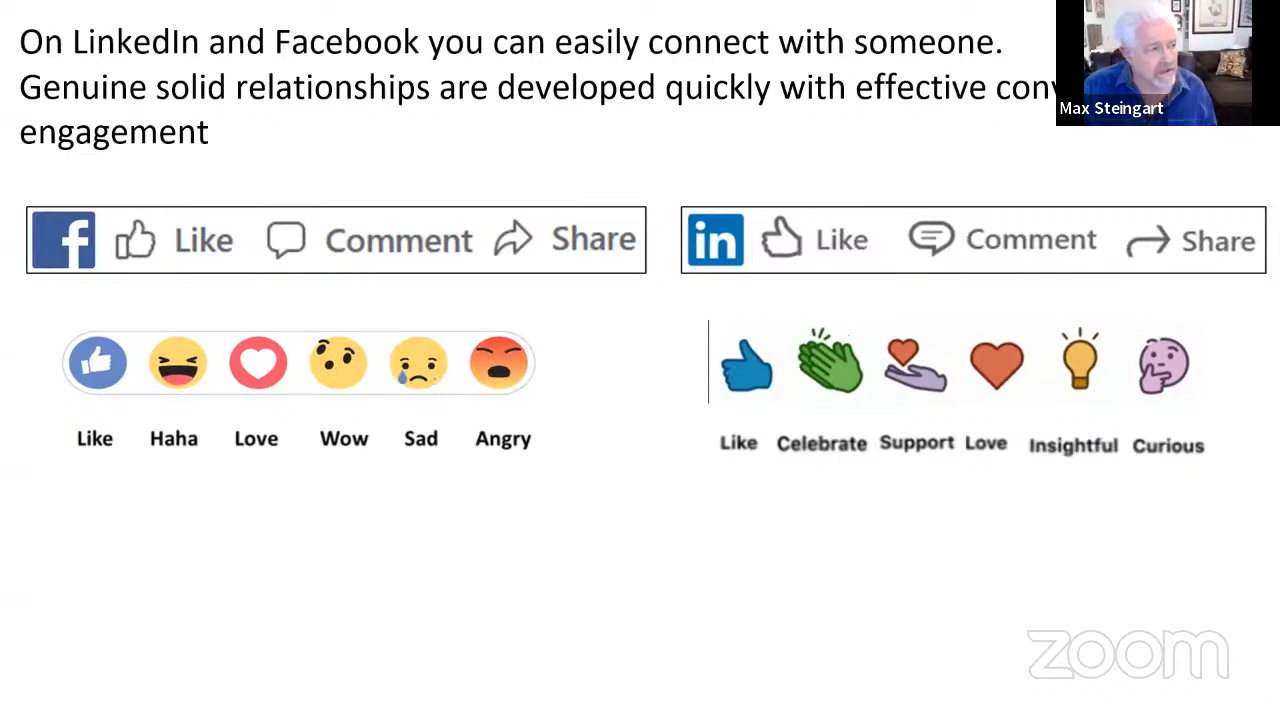 On LinkedIn and Facebook you can easily connect with someone.
Genuine solid relationships are developed quickly with effective
engagement
Max Steingart
f Like Comment Share
in Like Comment Share
Like Haha Love Wow Sad Angry
Like Celebrate Support Love Insightful Curious
zoom